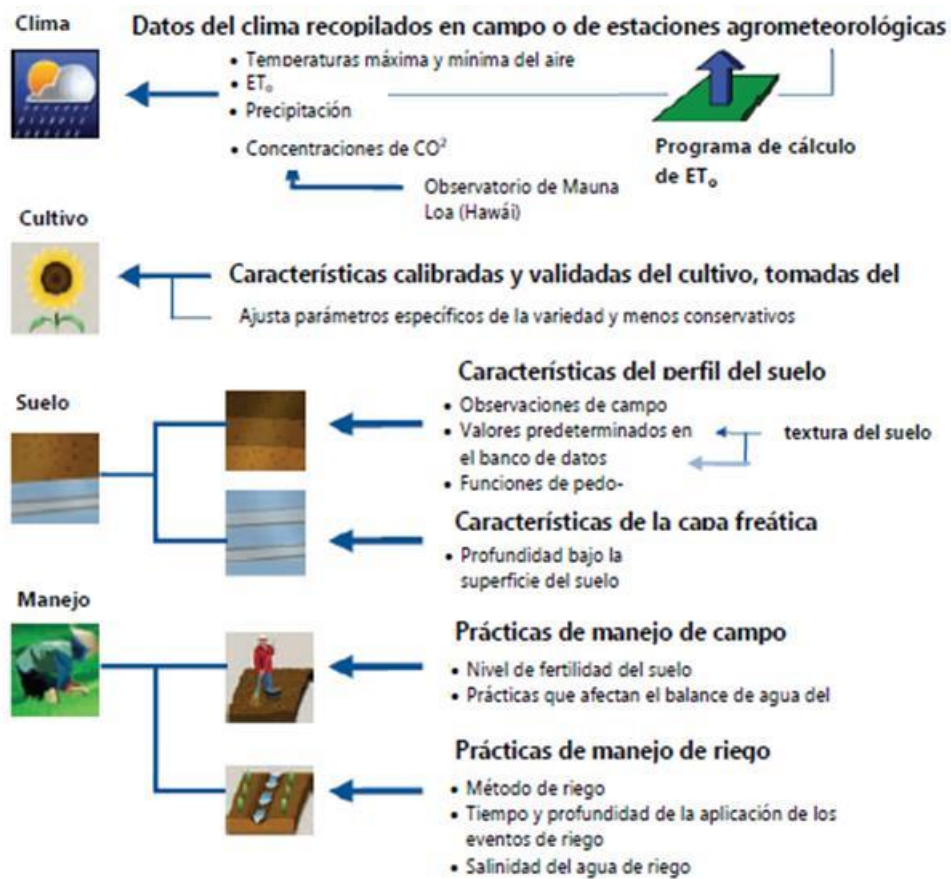 Clima
Datos del clima recopilados en campo o de estaciones agrometeorológicas
• Temperaturas máxima y mínima del aire
• ETₒ
• Precipitación
• Concentraciones de CO²
Programa de cálculo
de ETₒ
Observatorio de Mauna
Loa (Hawái)
Cultivo
Características calibradas y validadas del cultivo, tomadas del
Ajusta parámetros específicos de la variedad y menos conservativos
Suelo
Características del perfil del suelo
• Observaciones de campo
• Valores predeterminados en
el banco de datos
• Funciones de pedo-
textura del suelo
Características de la capa freática
• Profundidad bajo la
superficie del suelo
Manejo
Prácticas de manejo de campo
• Nivel de fertilidad del suelo
• Prácticas que afectan el balance de agua del
Prácticas de manejo de riego
• Método de riego
• Tiempo y profundidad de la aplicación de los
eventos de riego
• Salinidad del agua de riego